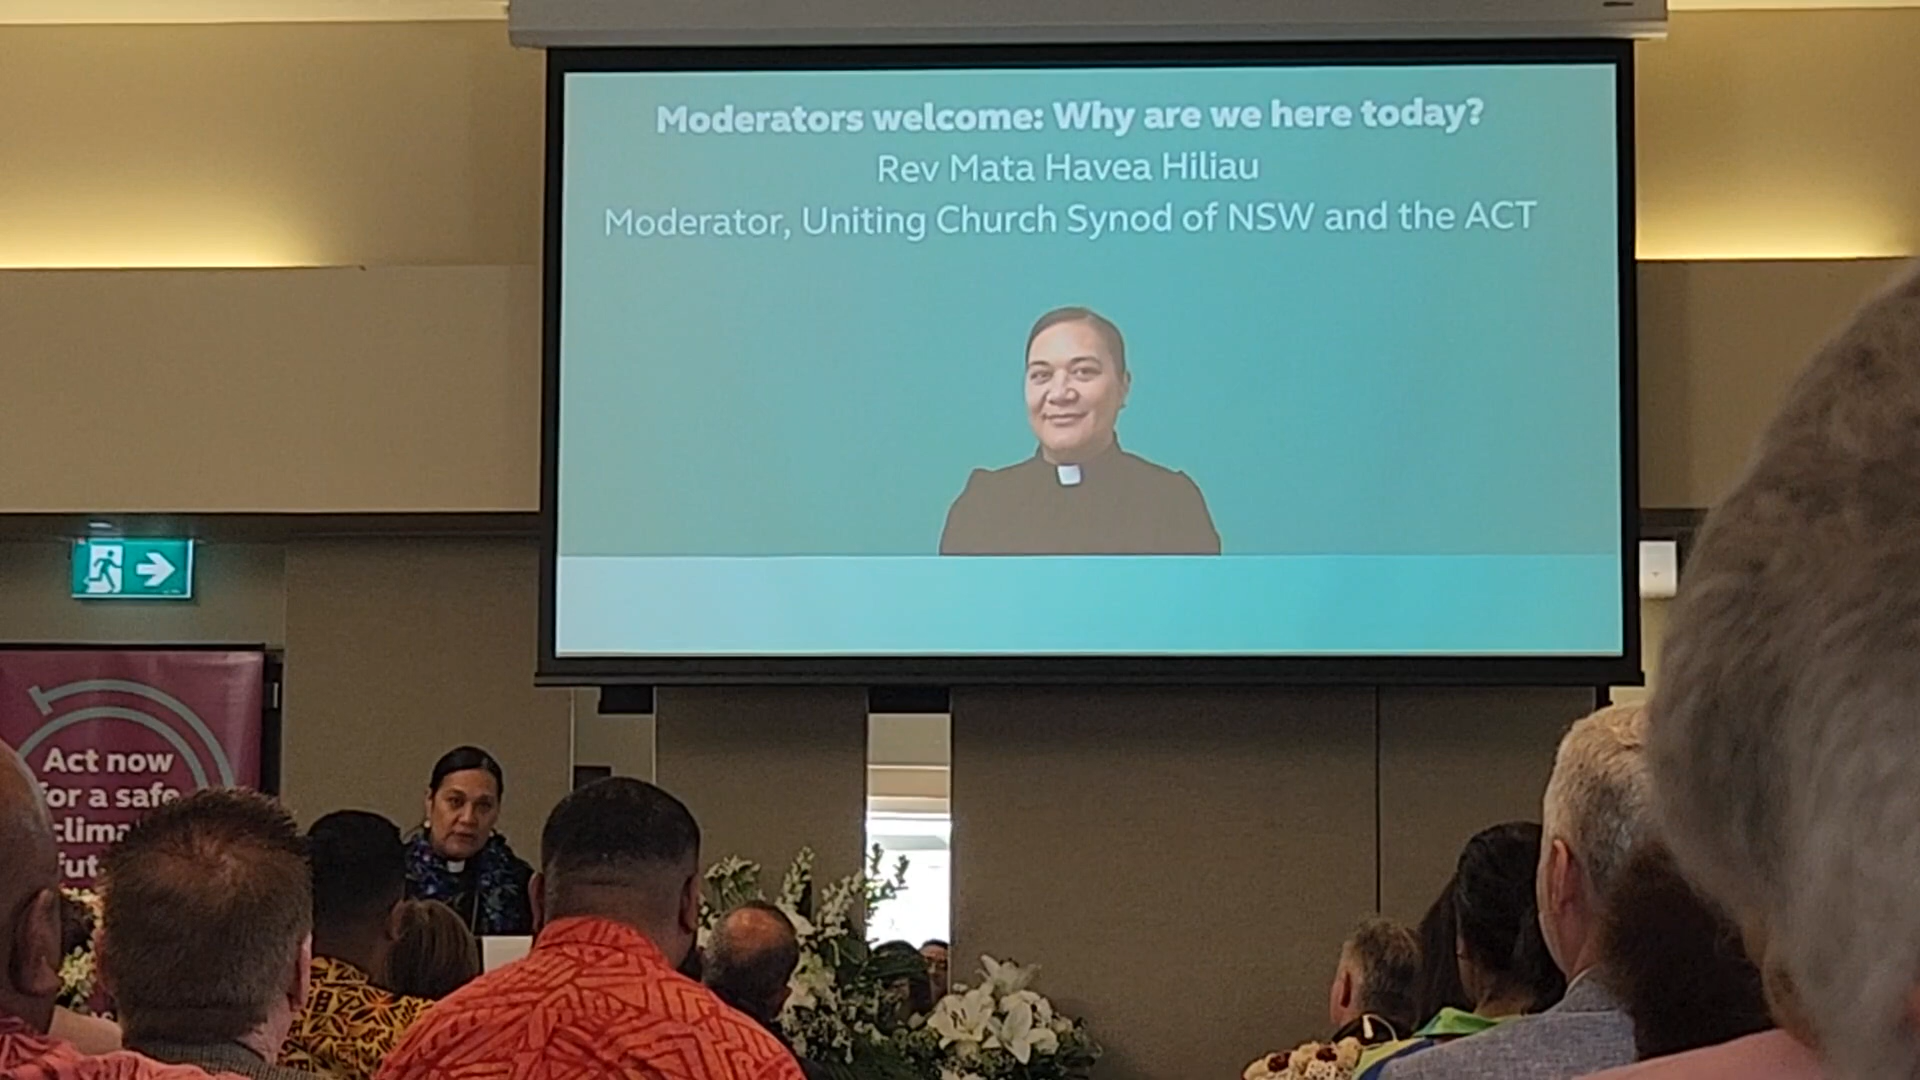 Moderators welcome: Why are we here today?
Rev Mata Havea Hiliau
Moderator, Uniting Church Synod of NSW and the ACT
Act now
for a safe